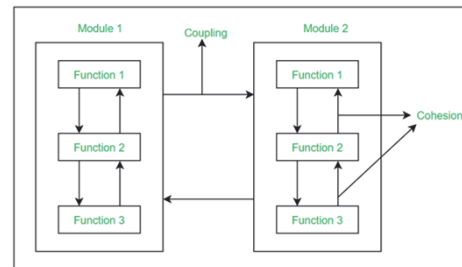 Module 1
Coupling
Module 2
Function 1
Function 1
Cohesion
Function 2
Function 2
Function 3
Function 3